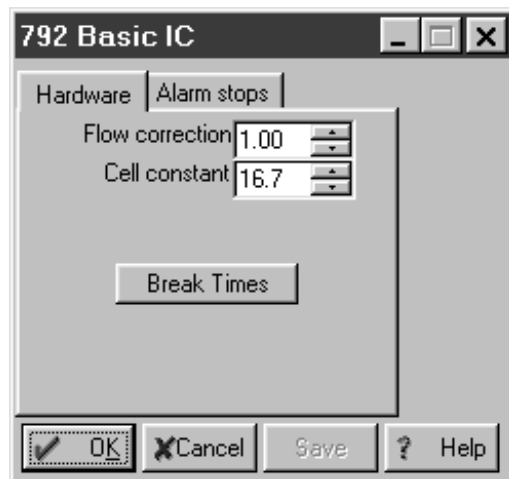 792 Basic IC
Hardware Alarm stops
Flow correction 1.00
Cell constant 16.7
Break Times
OK Cancel Save ? Help